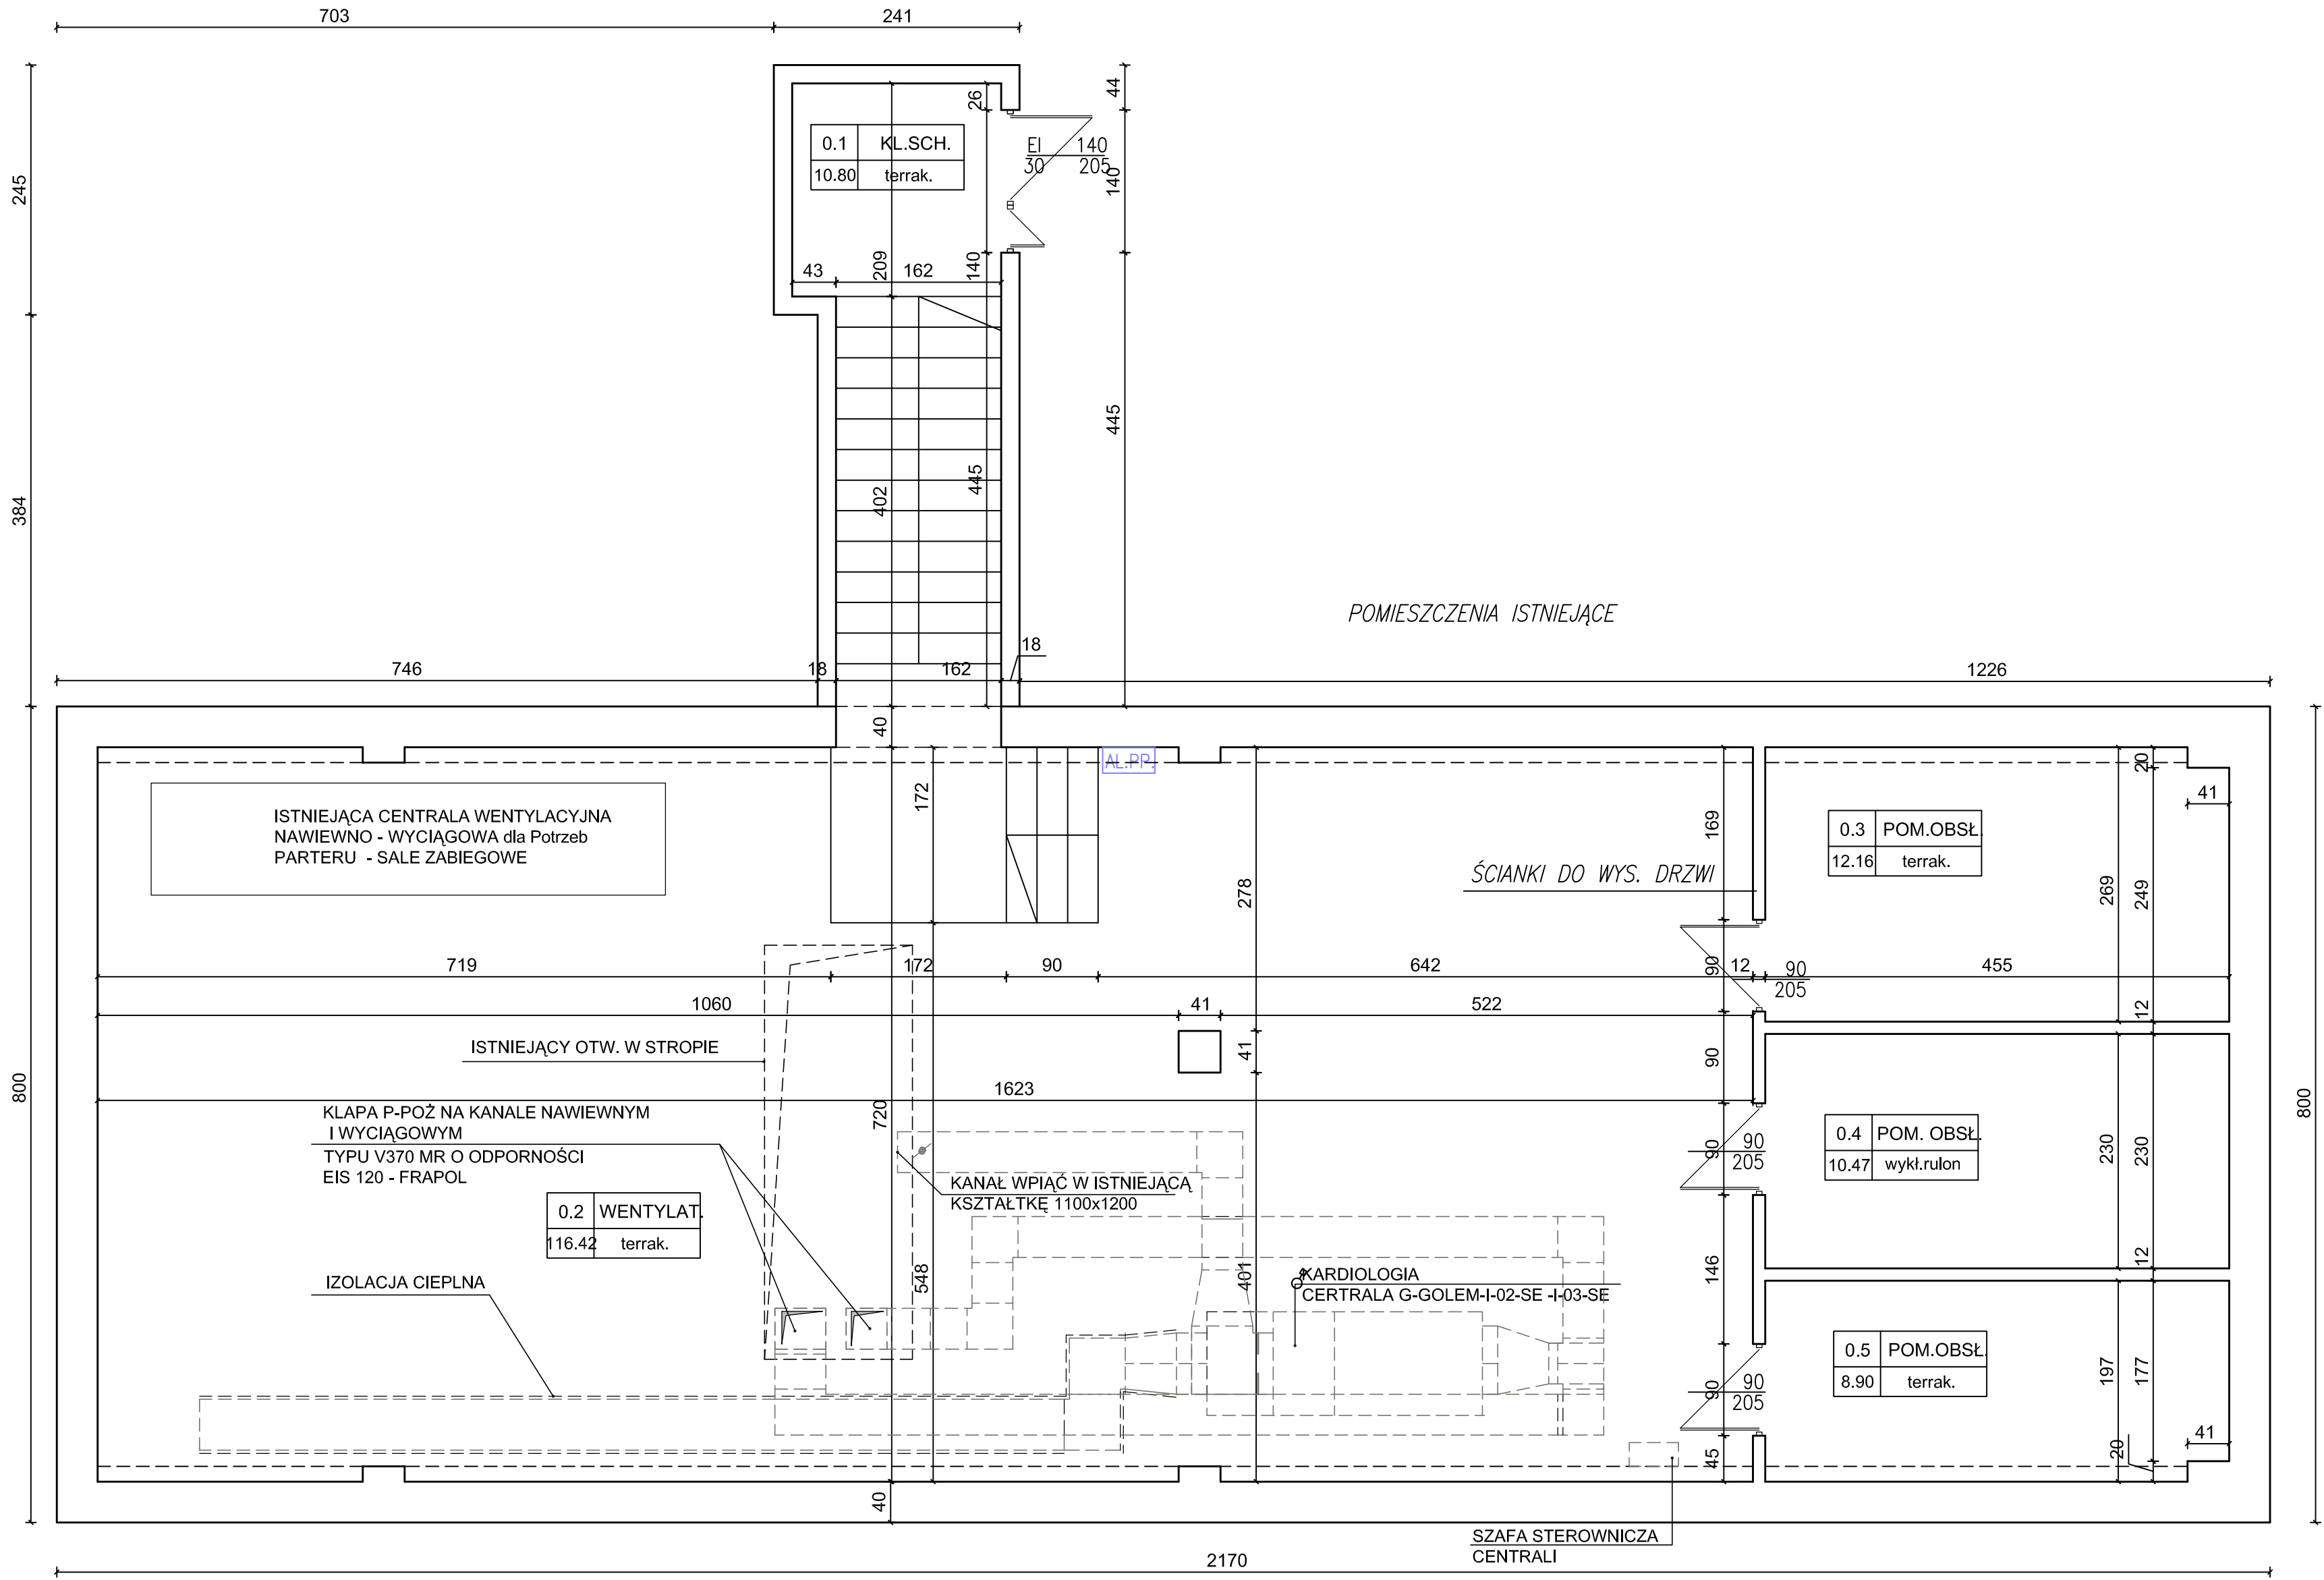 703
241
44
26
0.1 KL.SCH.
10.80 terrak.
EI 140
30 205
140
245
43
209
162
140
445
384
402
445
POMIESZCZENIA ISTNIEJĄCE
746
18
162
18
1226
40
AL.PP.
20
41
172
169
ISTNIEJĄCA CENTRALA WENTYLACYJNA
NAWIEWNO - WYCIĄGOWA dla Potrzeb
PARTERU - SALE ZABIEGOWE
0.3 POM.OBSŁ.
12.16 terrak.
ŚCIANKI DO WYS. DRZWI
278
269
249
719
172
90
642
90
12
90
205
455
1060
41
522
12
ISTNIEJĄCY OTW. W STROPIE
41
90
800
800
1623
720
KLAPA P-POŻ NA KANALE NAWIEWNYM
I WYCIĄGOWYM
TYPU V370 MR O ODPORNOŚCI
EIS 120 - FRAPOL
90
90
205
0.4 POM. OBSŁ.
10.47 wykł.rulon
230
230
KANAŁ WPIĄĆ W ISTNIEJĄCĄ
KSZTAŁTKĘ 1100x1200
0.2 WENTYLAT.
116.42 terrak.
548
401
146
12
IZOLACJA CIEPLNA
KARDIOLOGIA
CERTRALA G-GOLEM-I-02-SE -I-03-SE
0.5 POM.OBSŁ.
8.90 terrak.
197
177
90
90
205
41
45
20
40
SZAFA STEROWNICZA
CENTRALI
2170